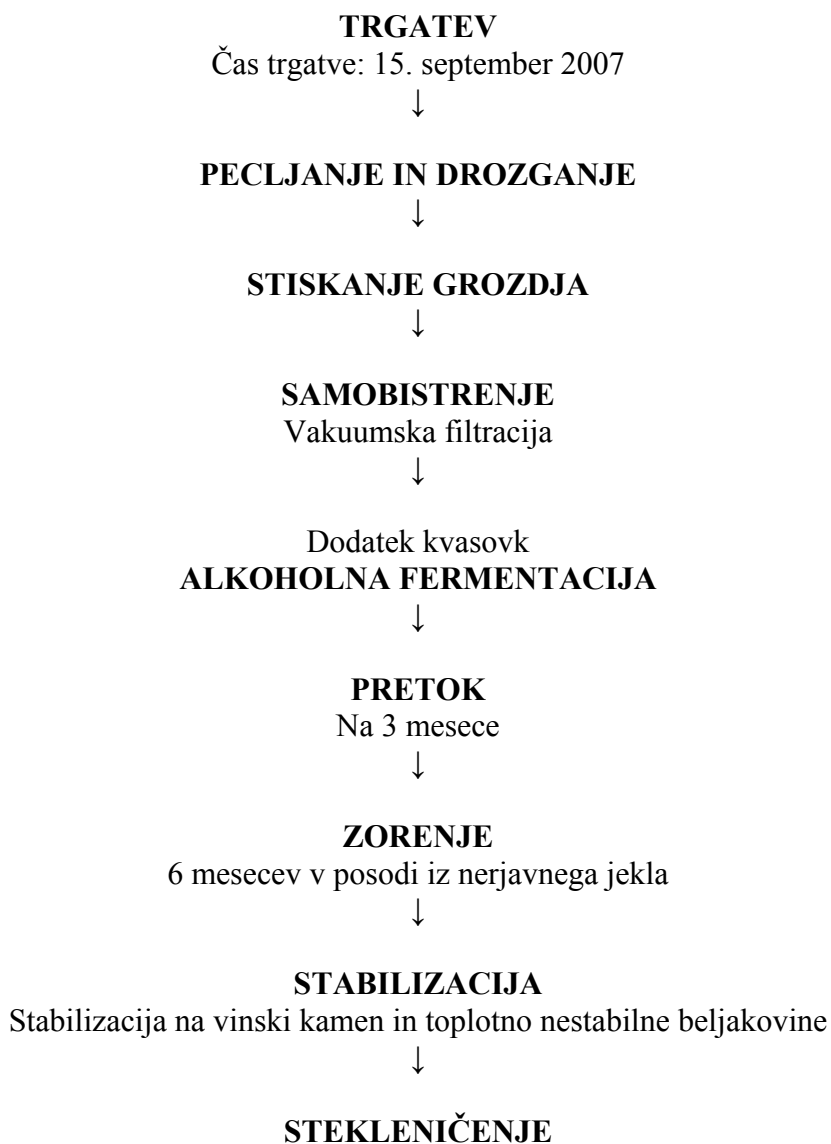 TRGATEV
Čas trgatve: 15. september 2007
↓
PECLJANJE IN DROZGANJE
↓
STISKANJE GROZDJA
↓
SAMOBISTRENJE
Vakuumska filtracija
↓
Dodatek kvasovk
ALKOHOLNA FERMENTACIJA
↓
PRETOK
Na 3 mesece
↓
ZORENJE
6 mesecev v posodi iz nerjavnega jekla
↓
STABILIZACIJA
Stabilizacija na vinski kamen in toplotno nestabilne beljakovine
↓
STEKLENIČENJE